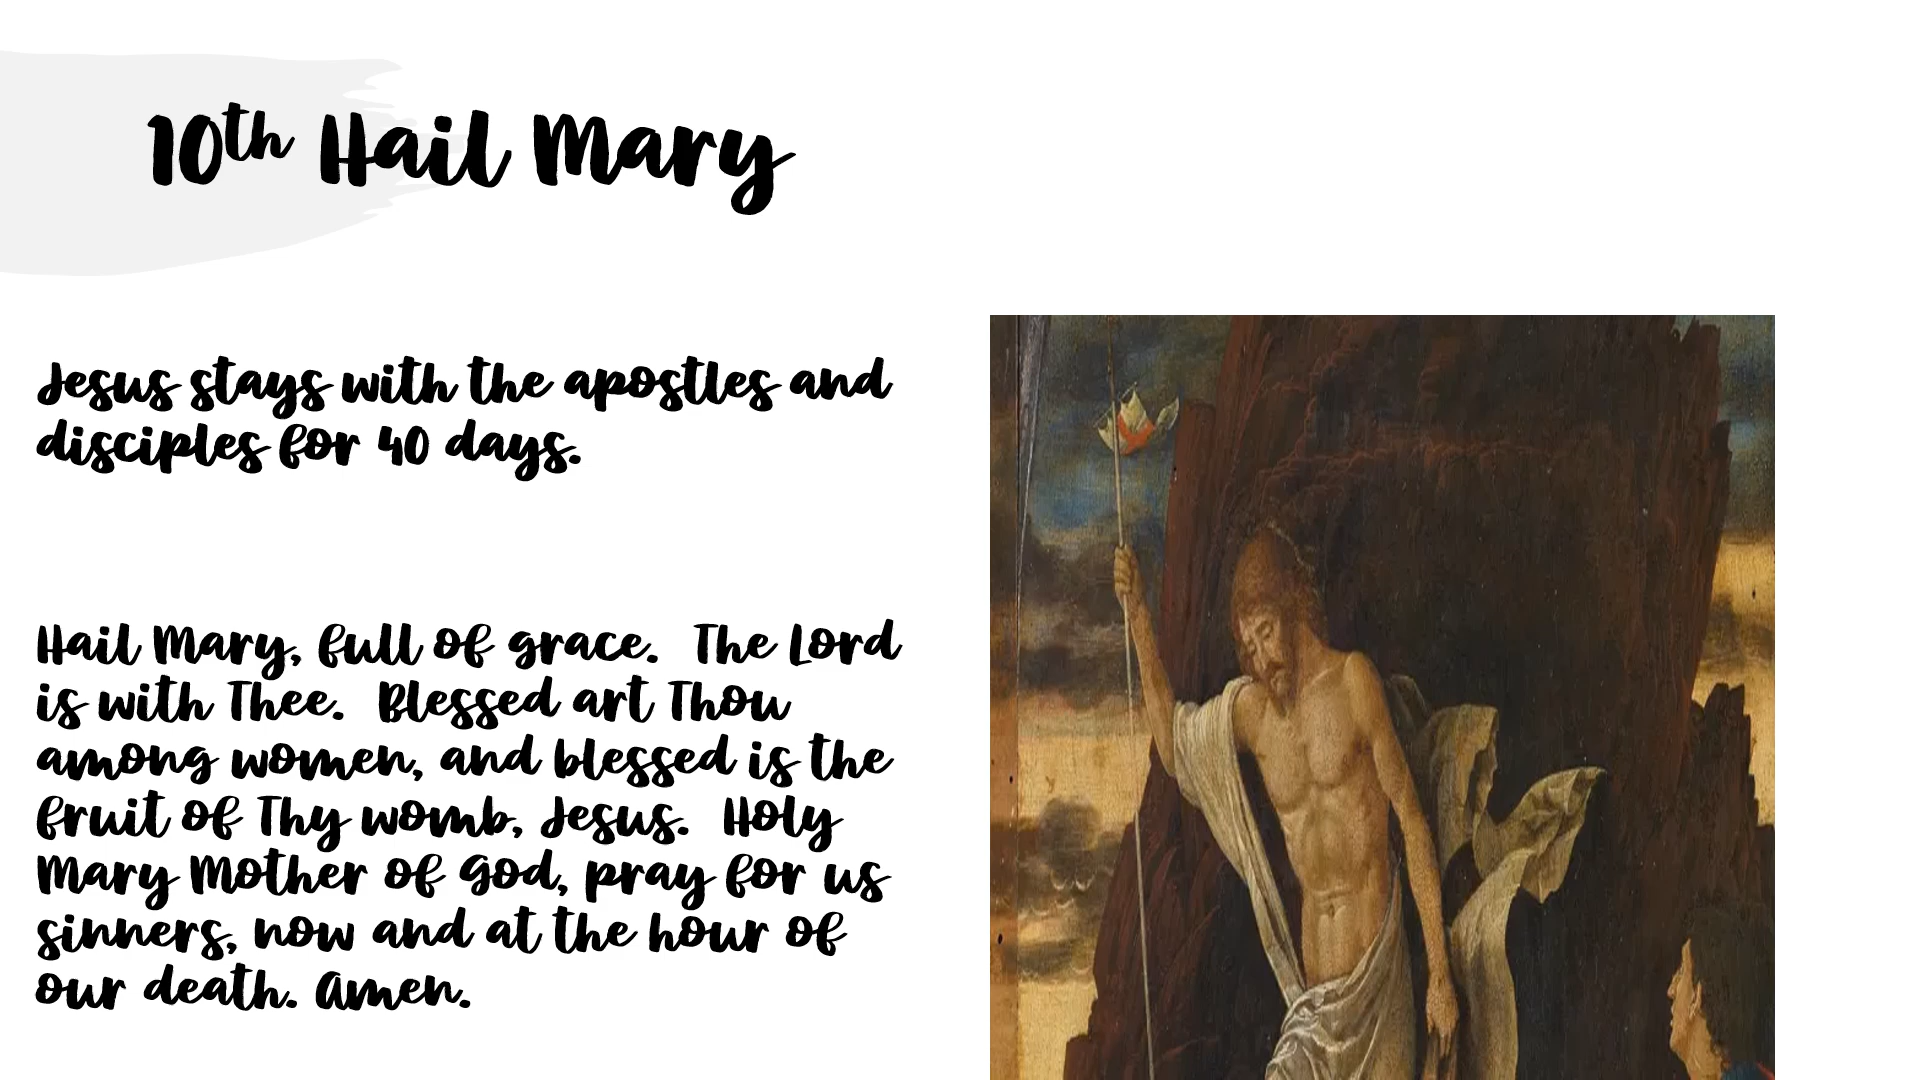 10th Hail Mary
Jesus stays with the apostles and
disciples for 40 days.
Hail Mary, full of grace.  The Lord
is with Thee.  Blessed art Thou
among women, and blessed is the
fruit of Thy womb, Jesus.  Holy
Mary Mother of God, pray for us
sinners, now and at the hour of
our death. Amen.